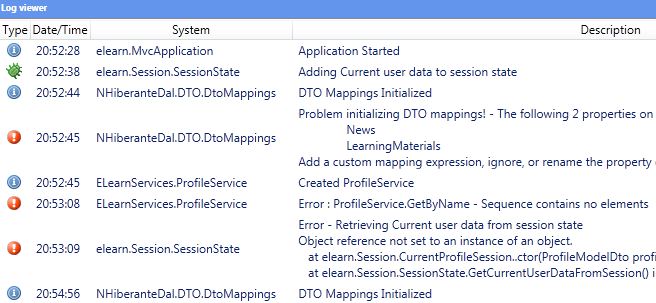 Log viewer
Type Date/Time System Description
20:52:28 elearn.MvcApplication Application Started
20:52:38 elearn.Session.SessionState Adding Current user data to session state
20:52:44 NHiberanteDal.DTO.DtoMappings DTO Mappings Initialized
20:52:45 NHiberanteDal.DTO.DtoMappings Problem initializing DTO mappings! - The following 2 properties on
News
LearningMaterials
Add a custom mapping expression, ignore, or rename the property (
20:52:45 ELearnServices.ProfileService Created ProfileService
20:53:08 ELearnServices.ProfileService Error : ProfileService.GetByName - Sequence contains no elements
20:53:09 elearn.Session.SessionState Error - Retrieving Current user data from session state
Object reference not set to an instance of an object.
at elearn.Session.CurrentProfileSession..ctor(ProfileModelDto profi
at elearn.Session.SessionState.GetCurrentUserDataFromSession() i
20:54:56 NHiberanteDal.DTO.DtoMappings DTO Mappings Initialized